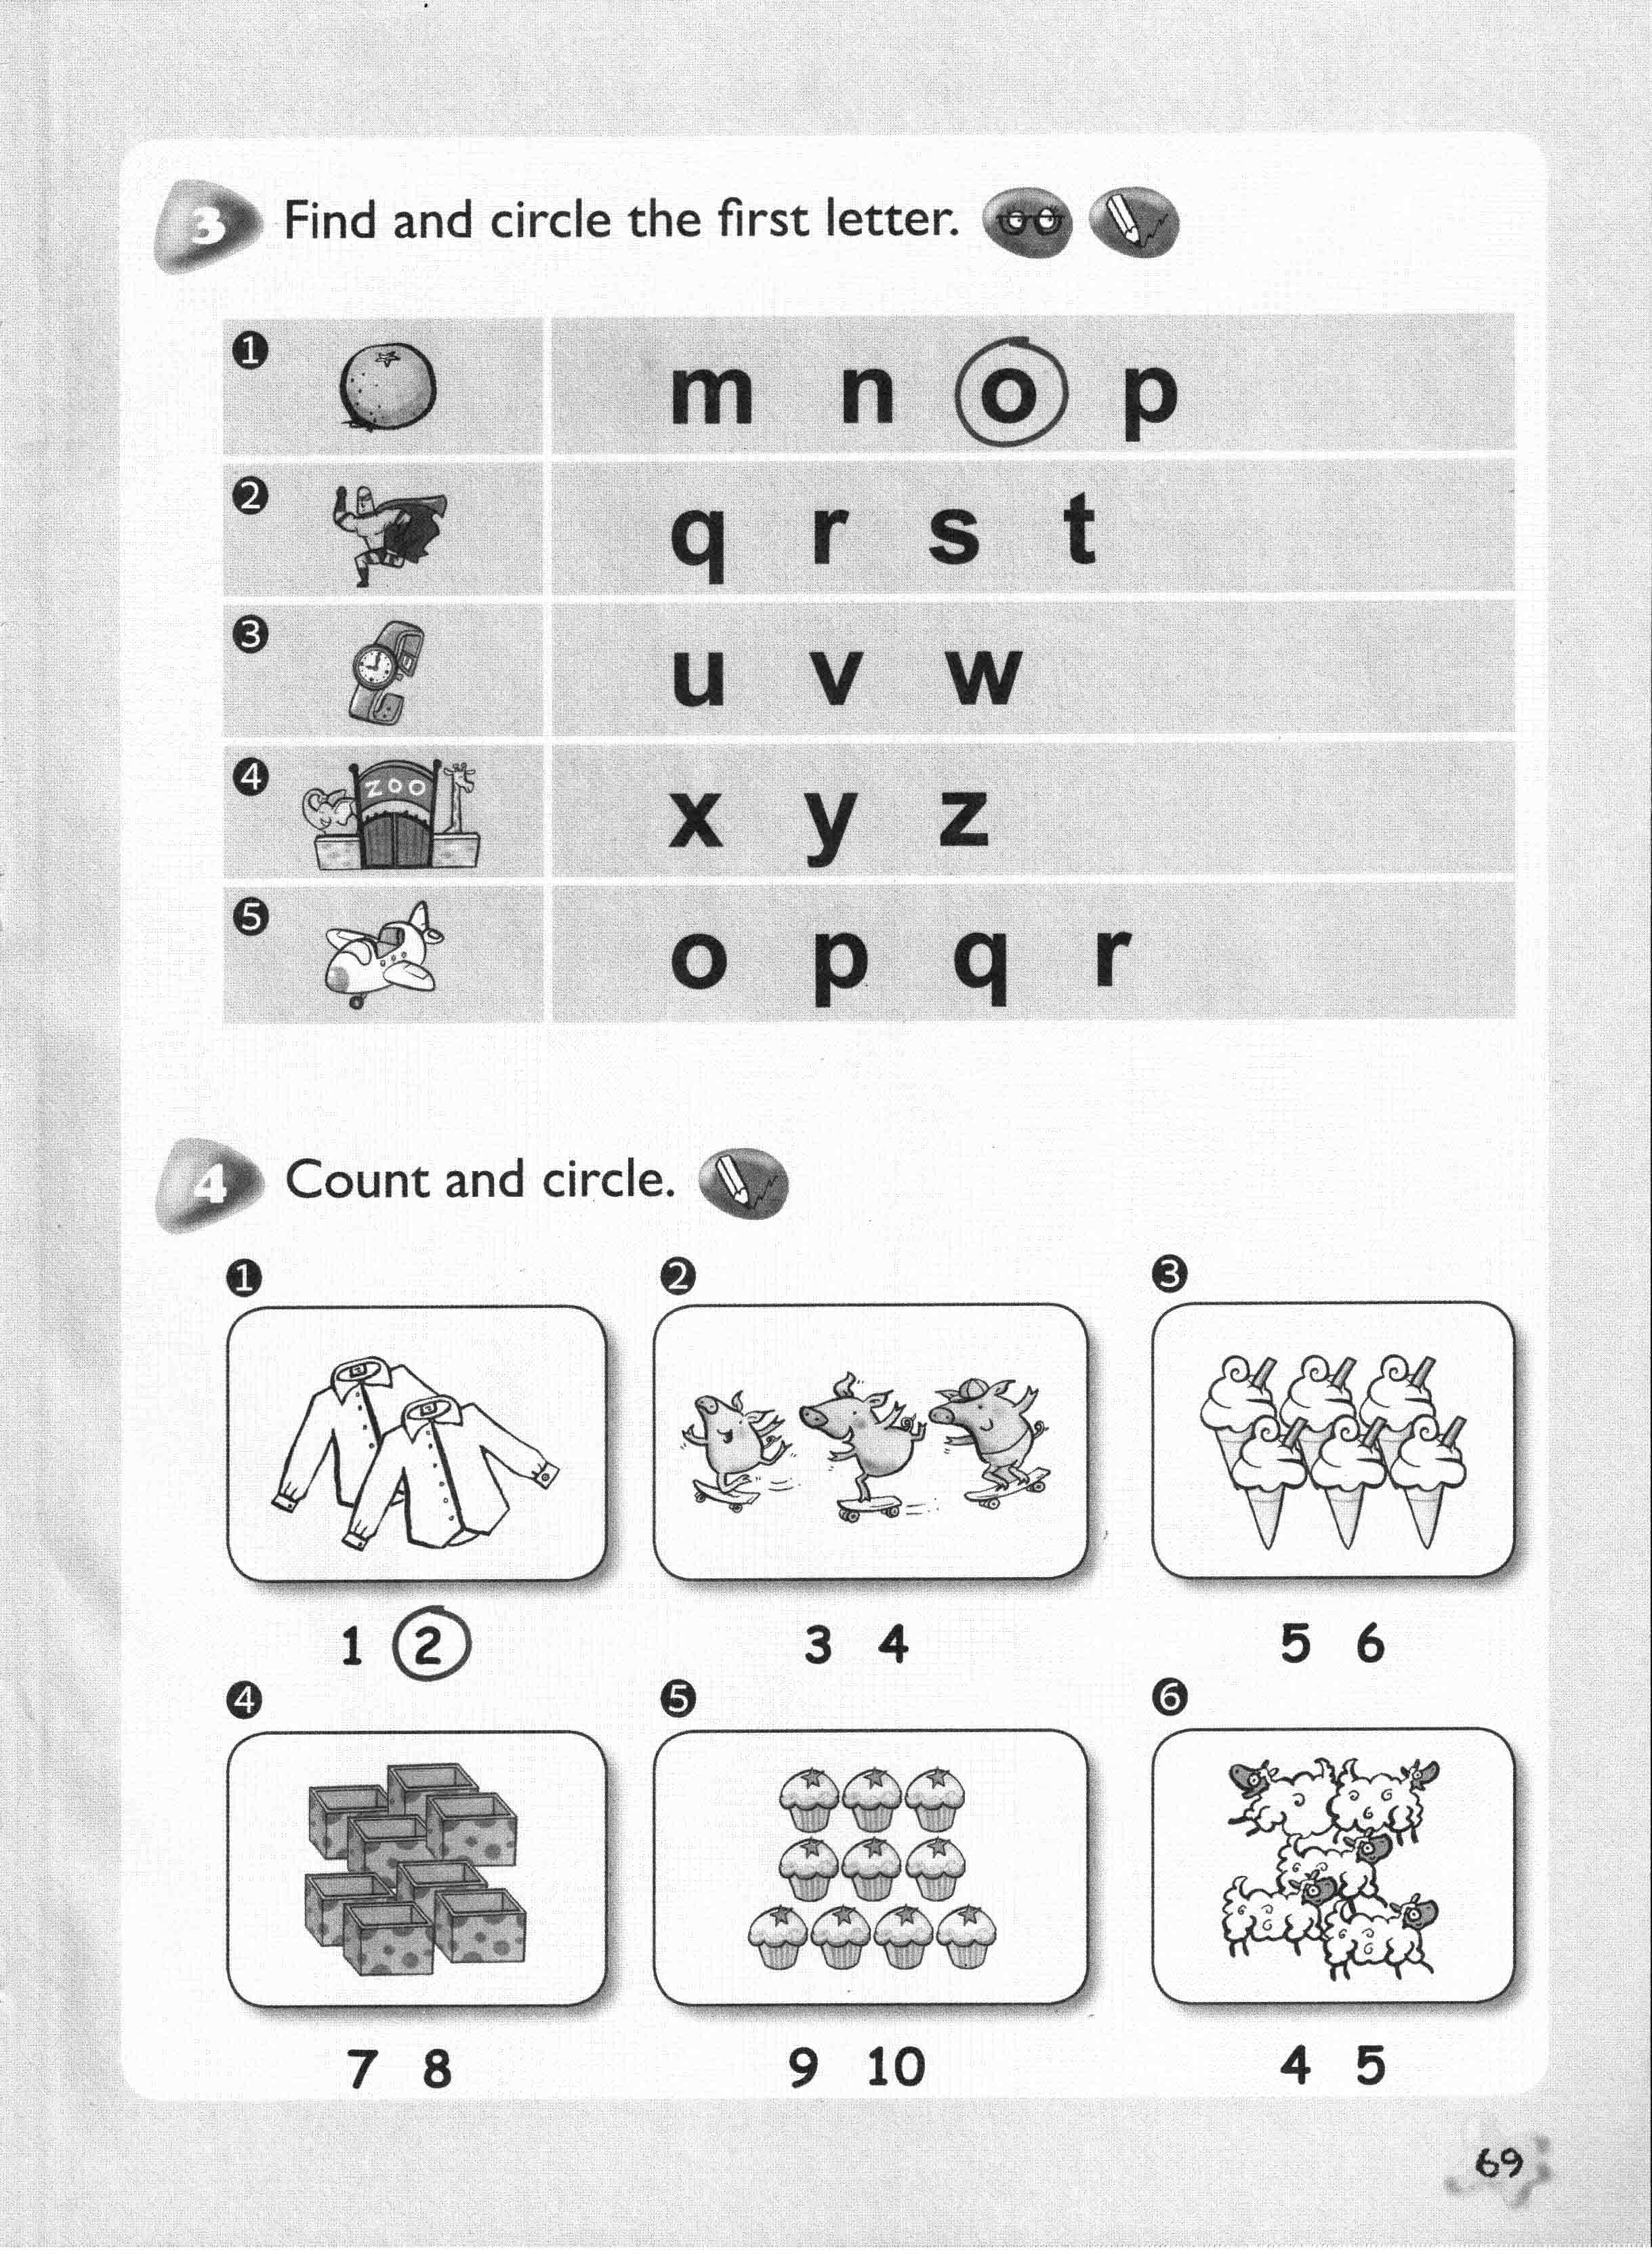 3 Find and circle the first letter.
1 m n o p
2 q r s t
3 u v w
4 ZOO x y z
5 o p q r
4 Count and circle.
1 2 3
1 2 3 4 5 6
4 5 6
7 8 9 10 4 5
69